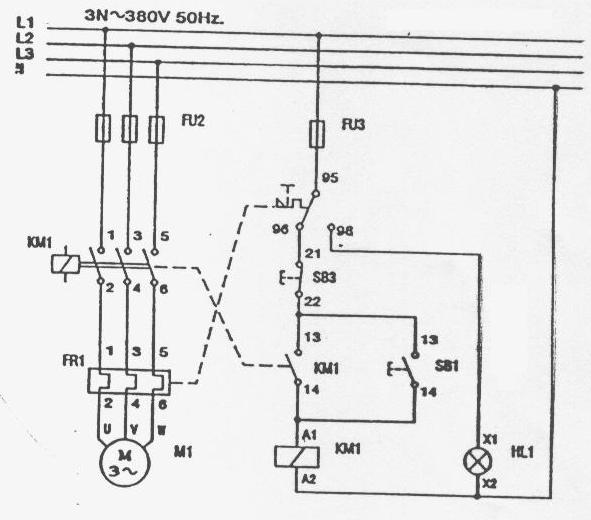 3N～380V 50Hz.
L1
L2
L3
N
FU2
FU3
95
96
98
KM1
1 3 5
2 4 6
21
SB3
22
13
KM1
14
13
SB1
14
FR1
1 3 5
2 4 6
U V W
M
3～
M1
A1
KM1
A2
X1
HL1
X2